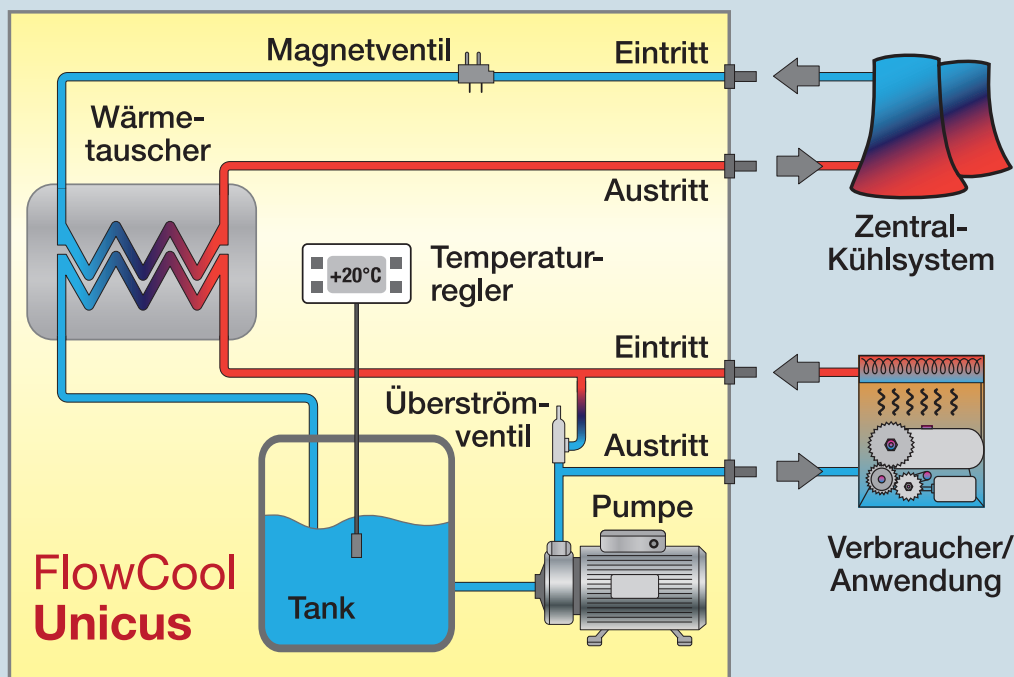 Magnetventil
Eintritt
Wärme-
tauscher
Austritt
Zentral-
Kühlsystem
+20°C
Temperatur-
regler
Eintritt
Überström-
ventil
Austritt
Pumpe
Verbraucher/
Anwendung
FlowCool
Unicus
Tank